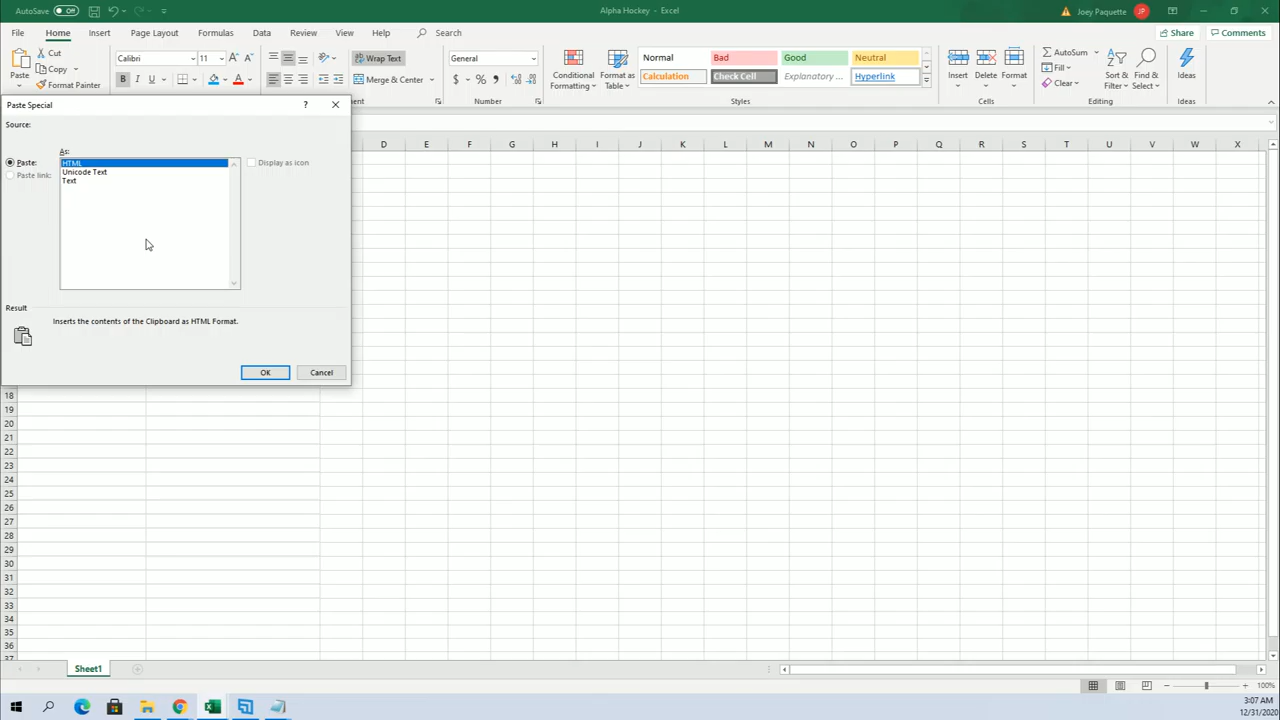 AutoSave Off
Alpha Hockey - Excel
Joey Paquette
JP
File Home Insert Page Layout Formulas Data Review View Help Search
Share Comments
Paste
Cut
Copy
Format Painter
Calibri 11
B I U
Wrap Text
Merge & Center
General
$ % ,
Number
Conditional Formatting
Format as Table
Normal Bad Good Neutral
Calculation Check Cell Explanatory ... Hyperlink
Styles
Insert Delete Format
Cells
AutoSum
Fill
Clear
Sort & Filter
Find & Select
Editing
Ideas
Ideas
Paste Special
?
Source:
As:
Paste:
Paste link:
HTML
Unicode Text
Text
Display as icon
Result
Inserts the contents of the Clipboard as HTML Format.
OK Cancel
D E F G H I J K L M N O P Q R S T U V W X
18
19
20
21
22
23
24
25
26
27
28
29
30
31
32
33
34
35
36
37
Sheet1
100%
3:07 AM
12/31/2020